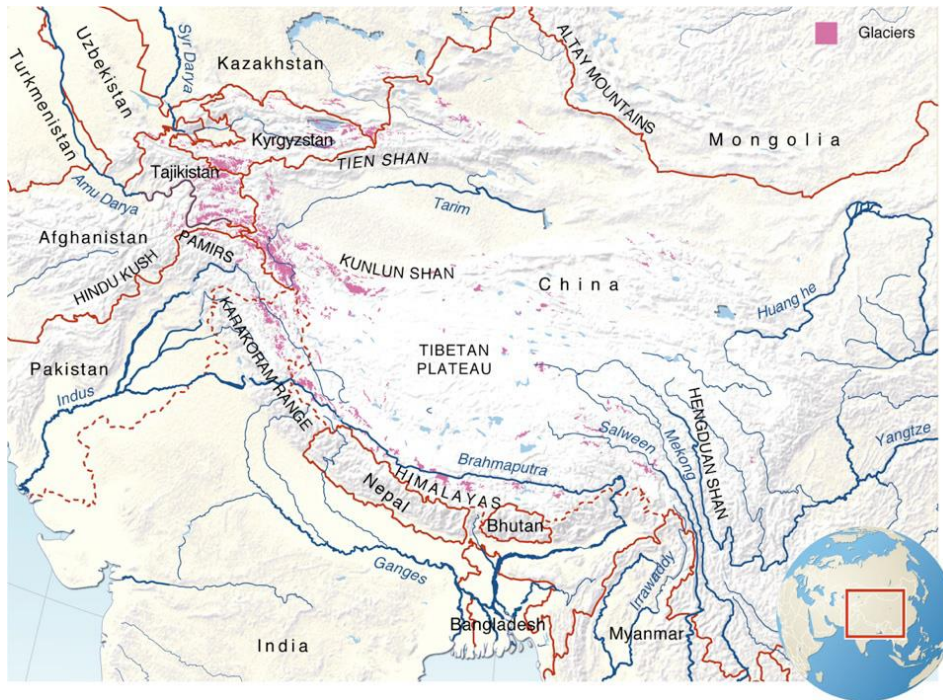 Glaciers
Kazakhstan
Uzbekistan
Syr Darya
Turkmenistan
ALTAY MOUNTAINS
Mongolia
Kyrgyzstan
TIEN SHAN
Tajikistan
Amu Darya
Tarim
Afghanistan
PAMIRS
HINDU KUSH
KUNLUN SHAN
China
Huang he
KARAKORAM RANGE
TIBETAN
PLATEAU
Pakistan
Indus
HENGDUAN SHAN
Salween
Mekong
Yangtze
Brahmaputra
HIMALAYAS
Nepal
Bhutan
Ganges
Irrawaddy
Bangladesh
Myanmar
India